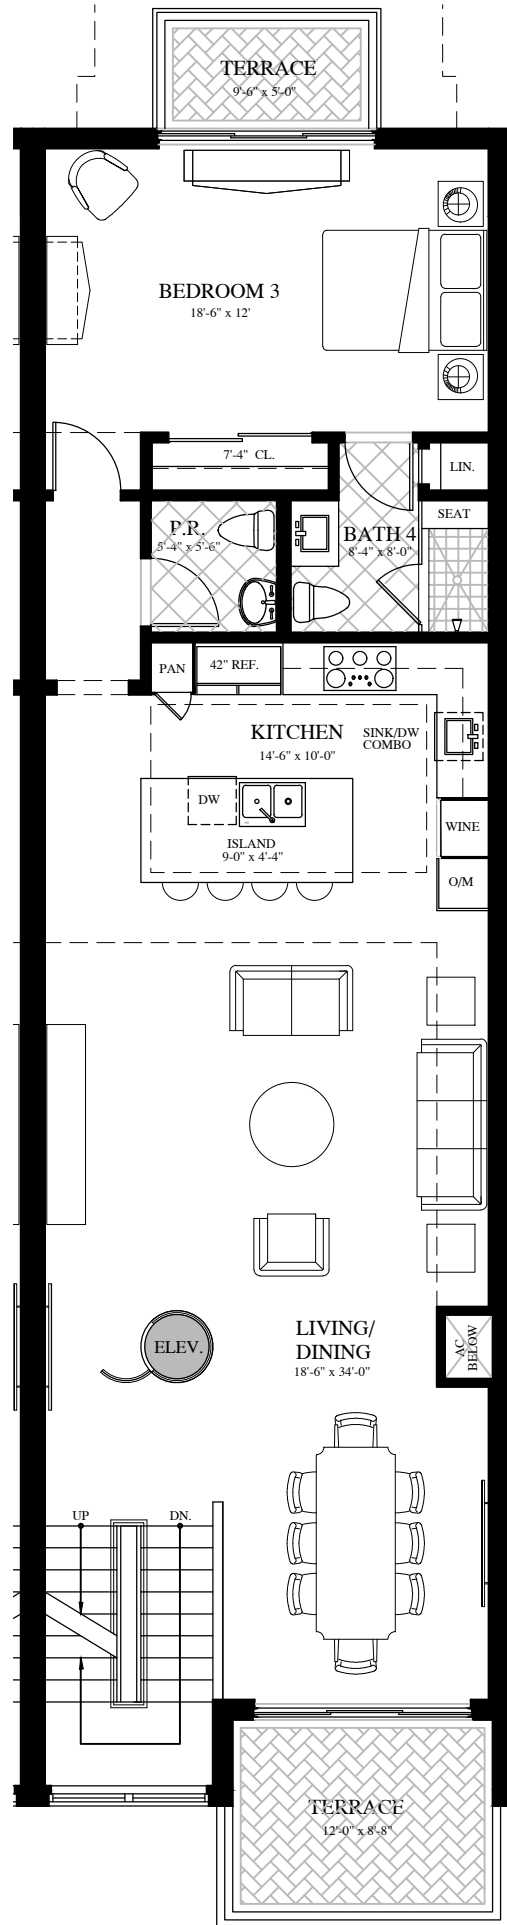 TERRACE
9'-6" x 5'-0"
BEDROOM 3
18'-6" x 12'
7'-4" CL.
LIN.
P.R.
5'-4" x 5'-6"
SEAT
BATH 4
8'-4" x 8'-0"
PAN
42" REF.
KITCHEN
14'-6" x 10'-0"
SINK/DW
COMBO
DW
WINE
ISLAND
9-0" x 4'-4"
O/M
LIVING/
DINING
18'-6" x 34'-0"
ELEV.
AC
BELOW
UP
DN.
TERRACE
12'-0" x 8'-8"